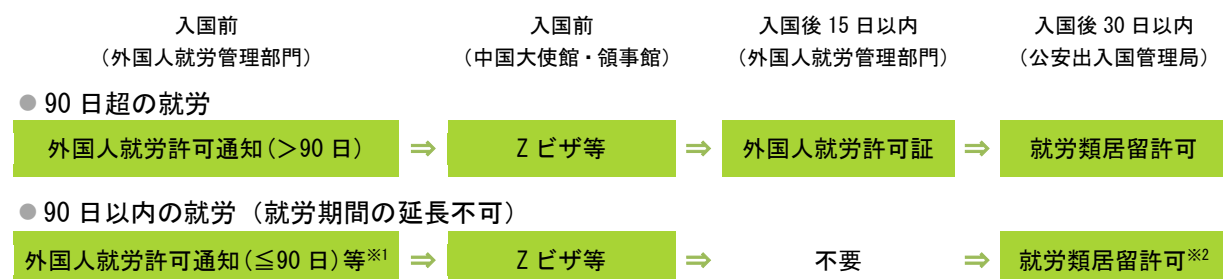 入国前 入国前 入国後 15 日以内 入国後 30 日以内
（外国人就労管理部門） （中国大使館・領事館） （外国人就労管理部門） （公安出入国管理局）
● 90 日超の就労
外国人就労許可通知（＞90 日） ⇒ Z ビザ等 ⇒ 外国人就労許可証 ⇒ 就労類居留許可
● 90 日以内の就労（就労期間の延長不可）
外国人就労許可通知（≦90 日）等※1 ⇒ Z ビザ等 ⇒ 不要 ⇒ 就労類居留許可※2